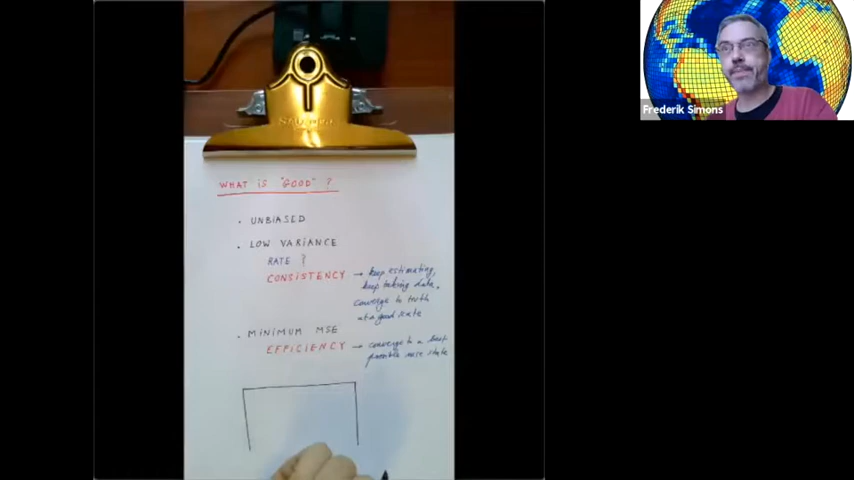 WHAT IS "GOOD" ?
• UNBIASED
• LOW VARIANCE
RATE ?
CONSISTENCY → keep estimating,
keep taking data,
converge to truth
at a good rate
• MINIMUM MSE
EFFICIENCY → converge to a best
possible mse
Frederik Simons